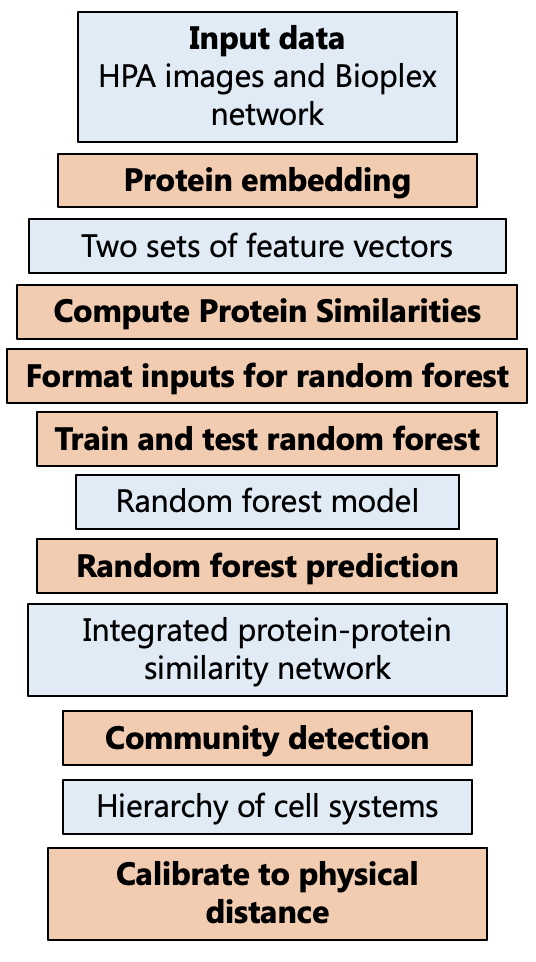 Input data
HPA images and Bioplex
network
Protein embedding
Two sets of feature vectors
Compute Protein Similarities
Format inputs for random forest
Train and test random forest
Random forest model
Random forest prediction
Integrated protein-protein
similarity network
Community detection
Hierarchy of cell systems
Calibrate to physical
distance